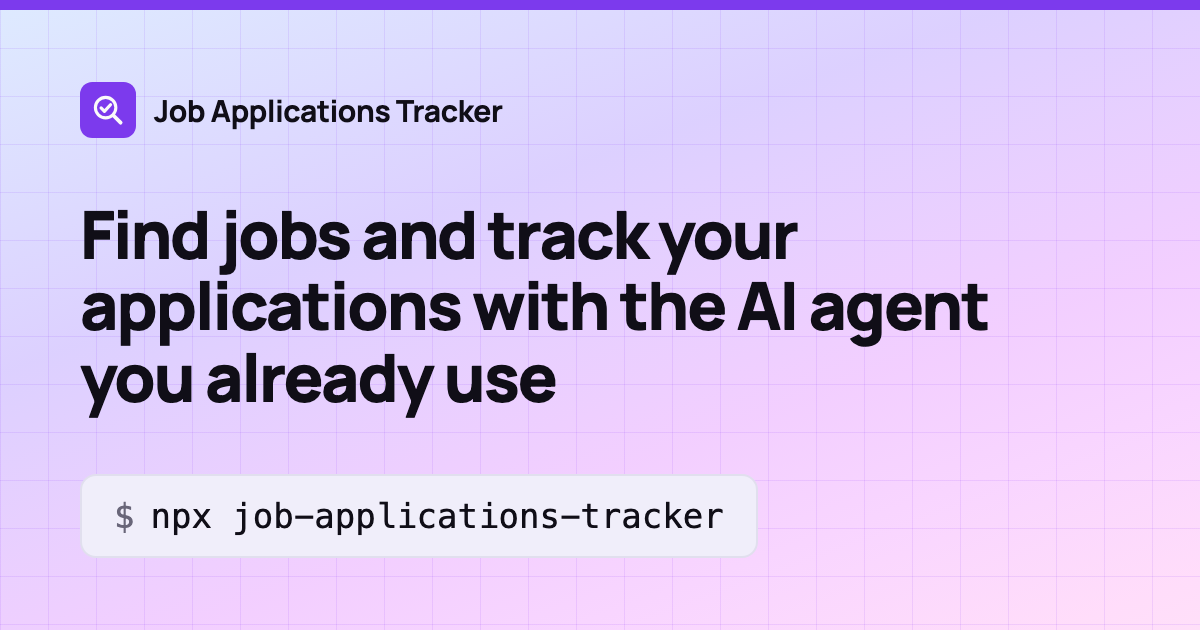 Job Applications Tracker
Find jobs and track your
applications with the AI agent
you already use
$ npx job-applications-tracker